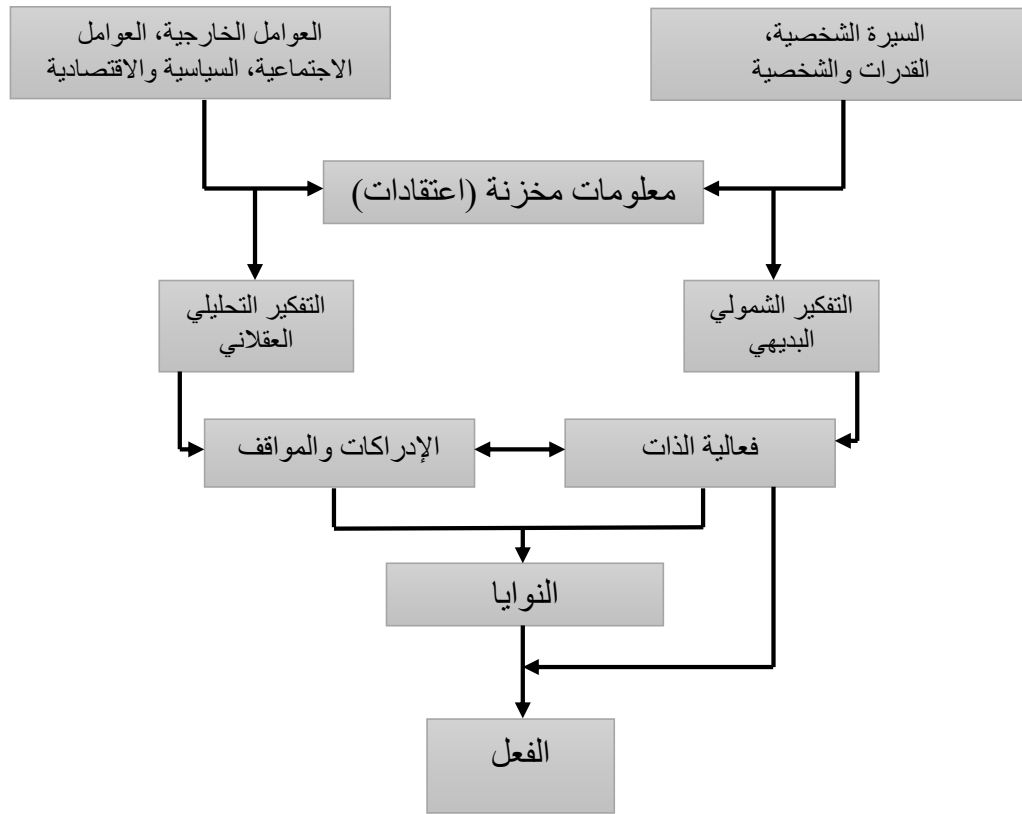 السيرة الشخصية،
القدرات والشخصية
العوامل الخارجية، العوامل
الاجتماعية، السياسية والاقتصادية
معلومات مخزنة (اعتقادات)
التفكير الشمولي
البديهي
التفكير التحليلي
العقلاني
فعالية الذات
الإدراكات والمواقف
النوايا
الفعل